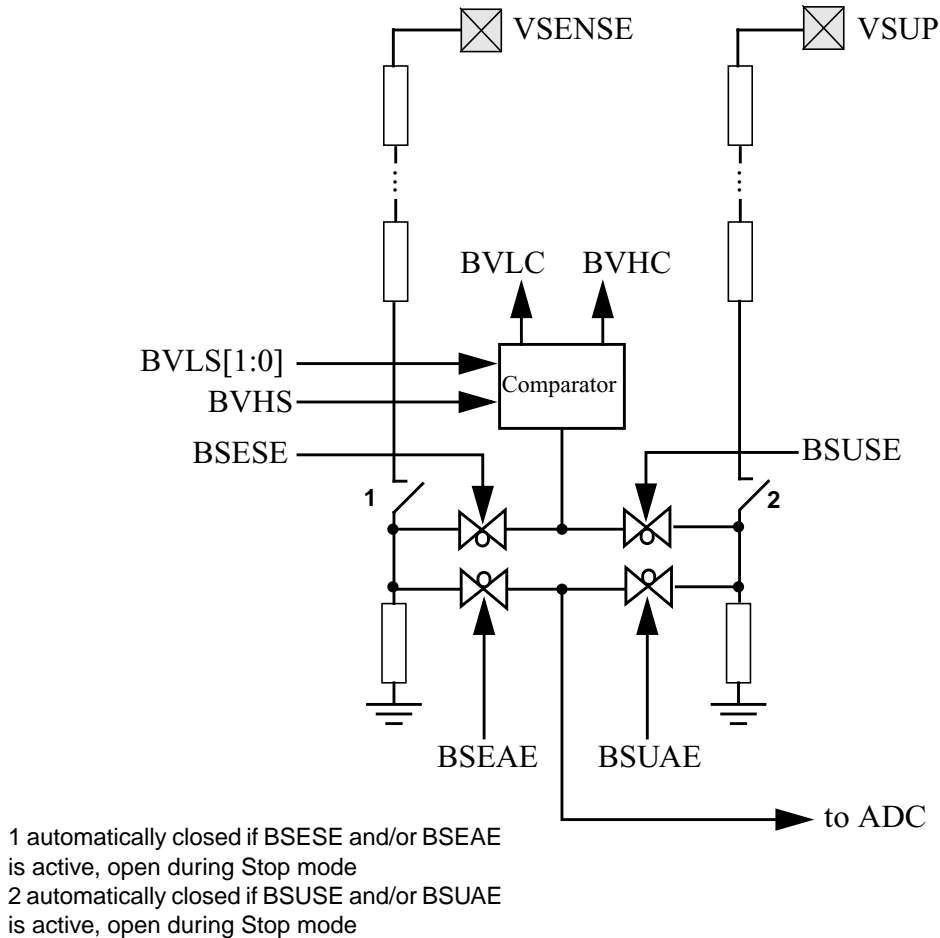 VSENSE
VSUP
BVLC
BVHC
BVLS[1:0]
Comparator
BVHS
BSESE
BSUSE
1
2
BSEAE
BSUAE
to ADC
1 automatically closed if BSESE and/or BSEAE
is active, open during Stop mode
2 automatically closed if BSUSE and/or BSUAE
is active, open during Stop mode